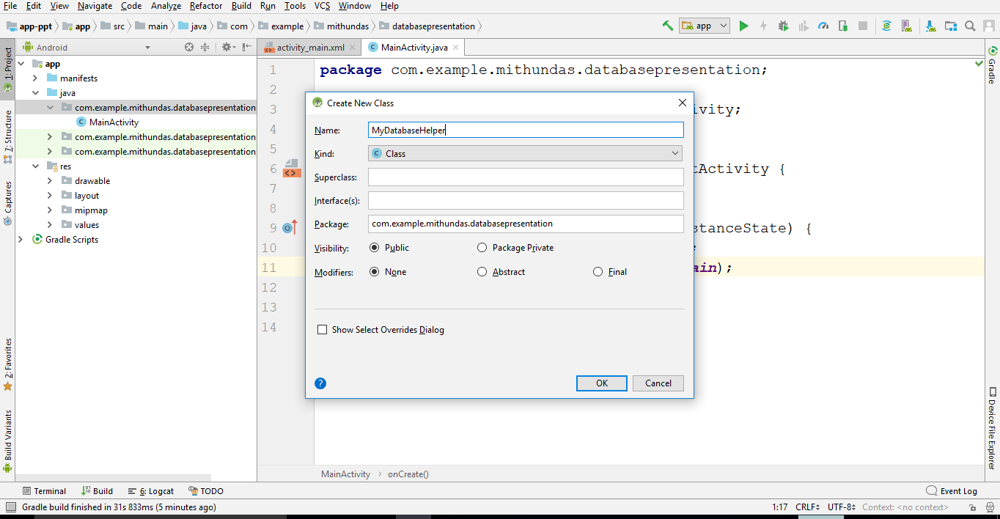 File Edit View Navigate Code Analyze Refactor Build Run Tools VCS Window Help
app-ppt app src main java com example mithundas databasepresentation app
Android activity_main.xml MainActivity.java
1: Project
7: Structure
Captures
2: Favorites
Build Variants
app
manifests
java
com.example.mithundas.databasepresentation
MainActivity
com.example.mithundas.databasepresentation
com.example.mithundas.databasepresentation
res
drawable
layout
mipmap
values
Gradle Scripts
1 package com.example.mithundas.databasepresentation;
2
3 ivity;
4
5
6 tActivity {
7
8
9 stanceState) {
10
11 ain);
12
13
14
Create New Class
Name: MyDatabaseHelper
Kind: Class
Superclass:
Interface(s):
Package: com.example.mithundas.databasepresentation
Visibility: Public Package Private
Modifiers: None Abstract Final
Show Select Overrides Dialog
? OK Cancel
Gradle
Device File Explorer
MainActivity onCreate()
Terminal Build 6: Logcat TODO Event Log
Gradle build finished in 31s 833ms (5 minutes ago) 1:17 CRLF UTF-8 Context: <no context>